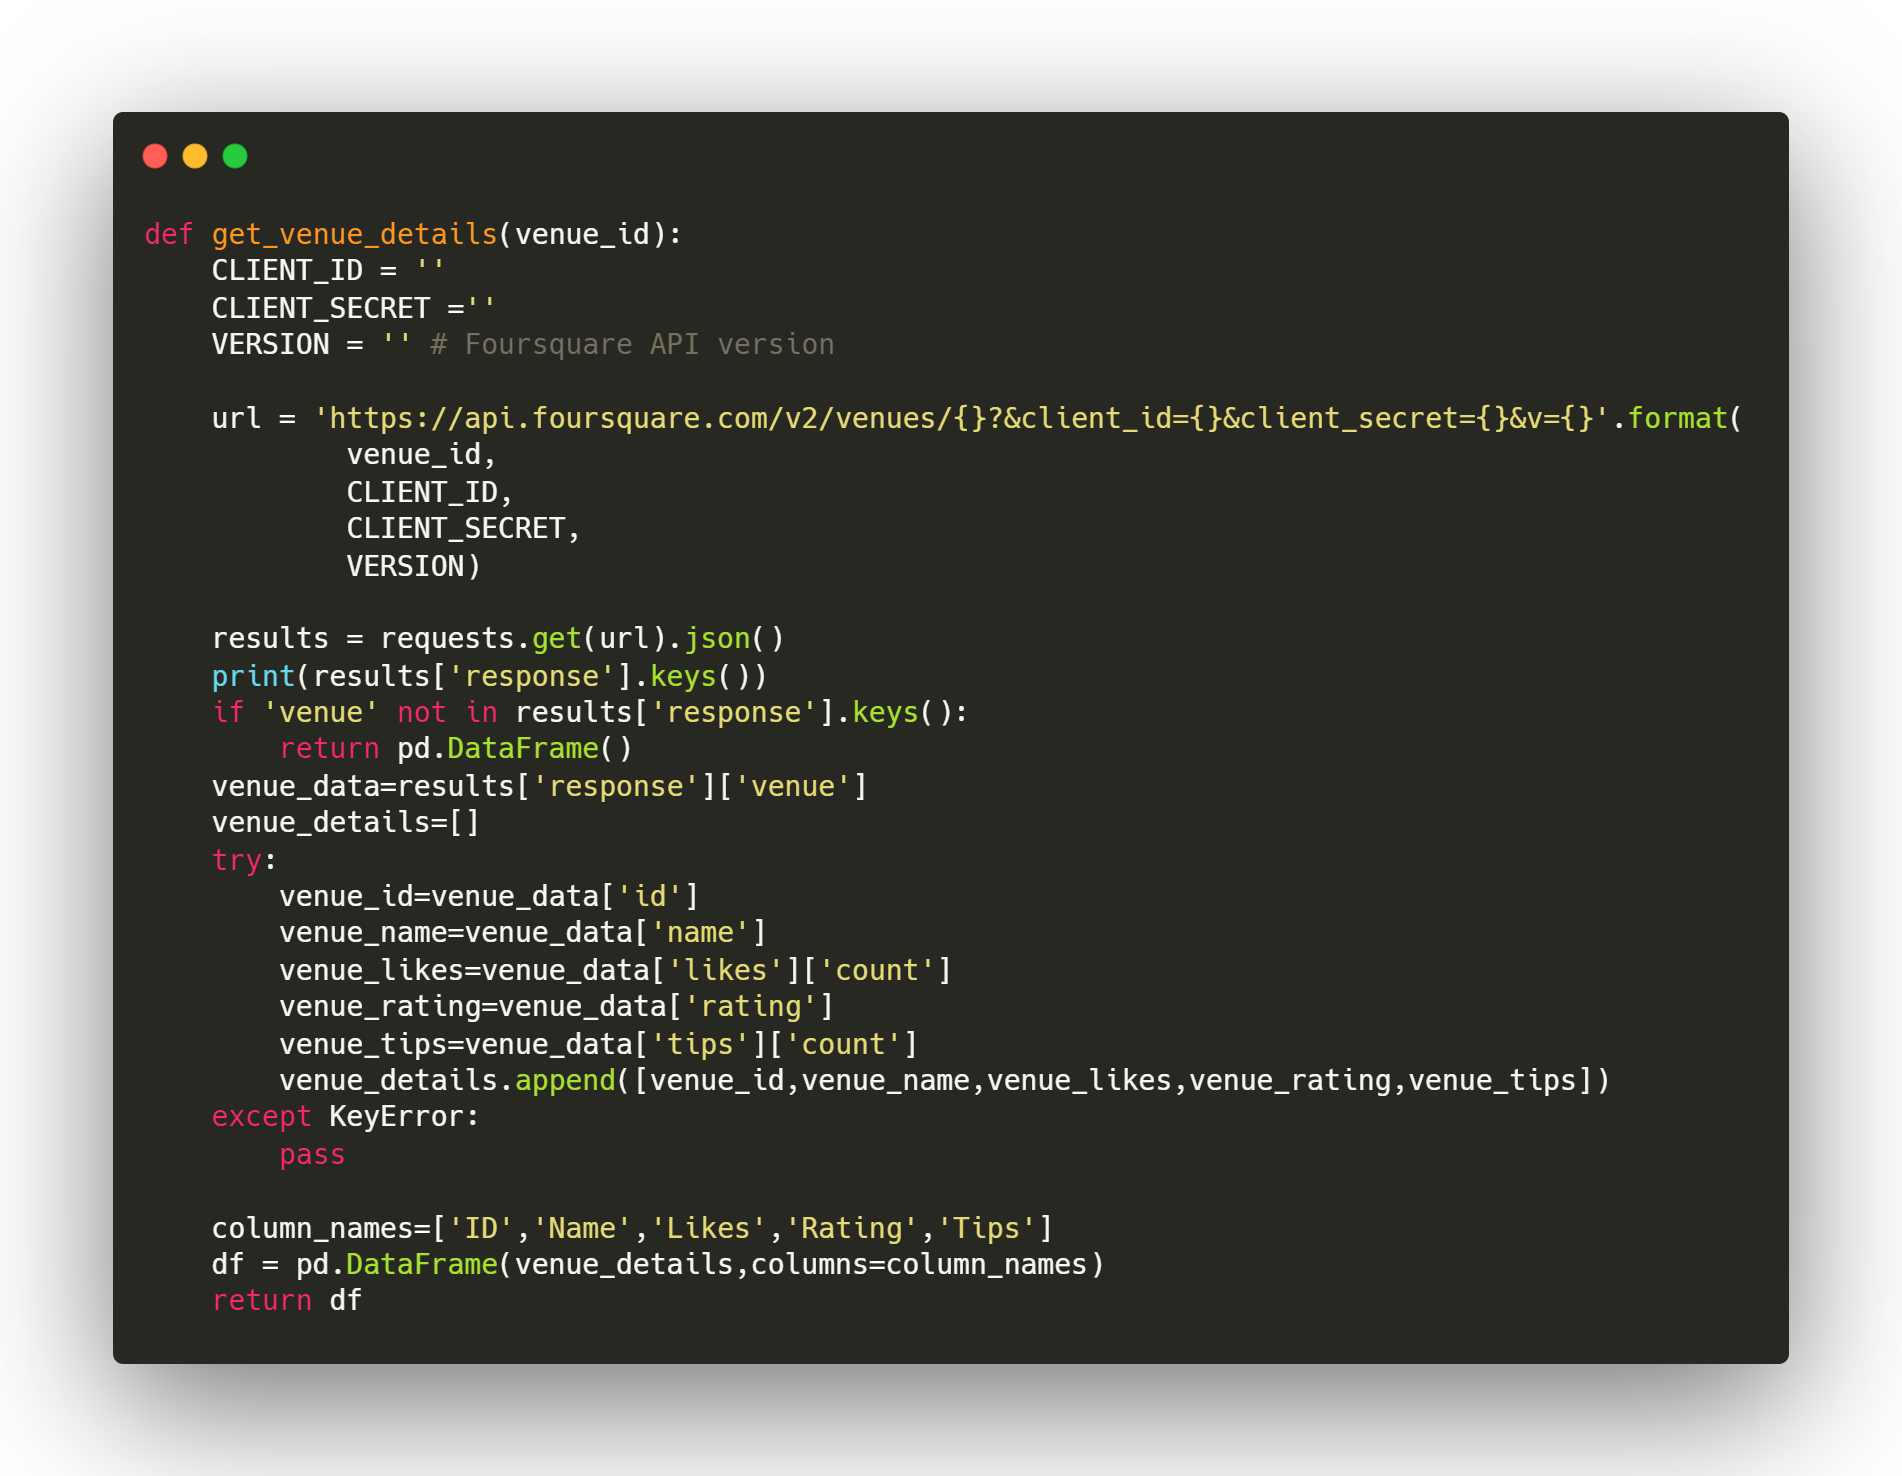 def get_venue_details(venue_id):
    CLIENT_ID = ''
    CLIENT_SECRET =''
    VERSION = '' # Foursquare API version

    url = 'https://api.foursquare.com/v2/venues/{}?&client_id={}&client_secret={}&v={}'.format(
            venue_id,
            CLIENT_ID,
            CLIENT_SECRET,
            VERSION)

    results = requests.get(url).json()
    print(results['response'].keys())
    if 'venue' not in results['response'].keys():
        return pd.DataFrame()
    venue_data=results['response']['venue']
    venue_details=[]
    try:
        venue_id=venue_data['id']
        venue_name=venue_data['name']
        venue_likes=venue_data['likes']['count']
        venue_rating=venue_data['rating']
        venue_tips=venue_data['tips']['count']
        venue_details.append([venue_id,venue_name,venue_likes,venue_rating,venue_tips])
    except KeyError:
        pass

    column_names=['ID','Name','Likes','Rating','Tips']
    df = pd.DataFrame(venue_details,columns=column_names)
    return df